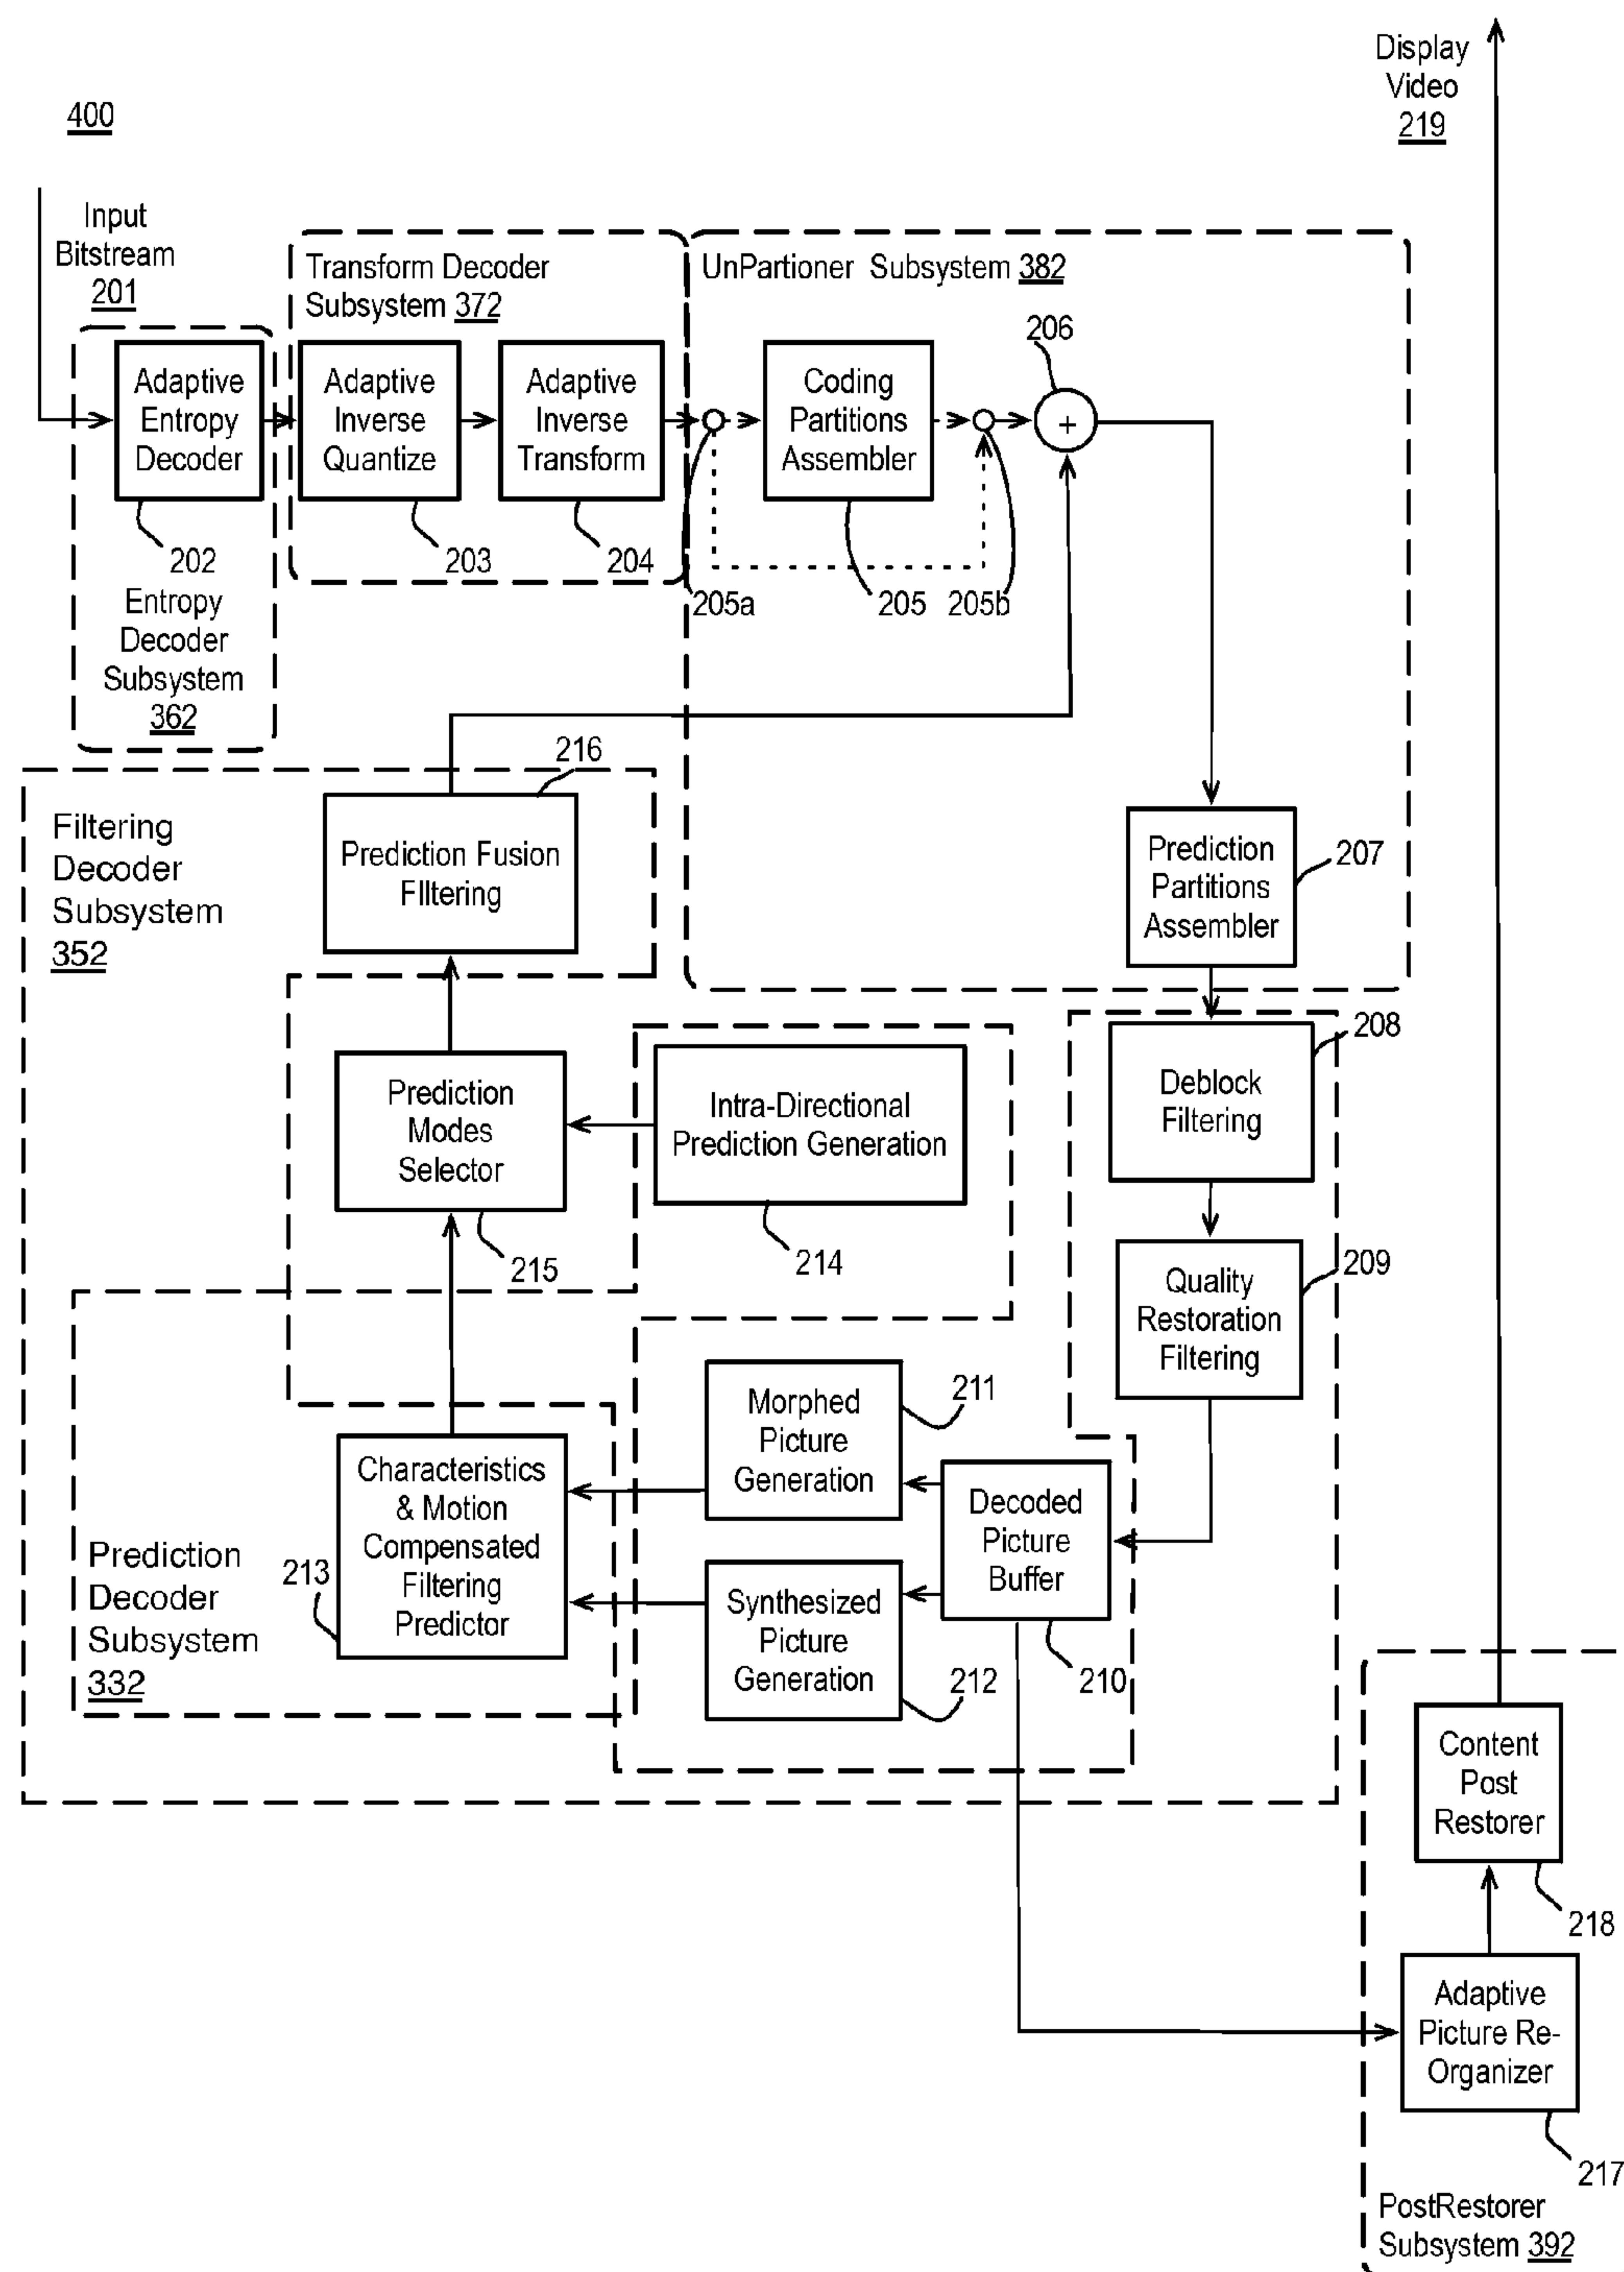 Display
Video
219
400
Input
Bitstream
201
Transform Decoder
Subsystem 372
UnPartioner Subsystem 382
206
Adaptive
Entropy
Decoder
Adaptive
Inverse
Quantize
Adaptive
Inverse
Transform
Coding
Partitions
Assembler
+
202
203
204
205a
205
205b
Entropy
Decoder
Subsystem
362
216
Filtering
Decoder
Subsystem
352
Prediction Fusion
FIltering
Prediction
Partitions
Assembler
207
208
Deblock
Filtering
Prediction
Modes
Selector
Intra-Directional
Prediction Generation
215
214
209
Quality
Restoration
Filtering
Morphed
Picture
Generation
211
Characteristics
& Motion
Compensated
Filtering
Predictor
213
Decoded
Picture
Buffer
Prediction
Decoder
Subsystem
332
Synthesized
Picture
Generation
212
210
Content
Post
Restorer
218
Adaptive
Picture Re-
Organizer
217
PostRestorer
Subsystem 392